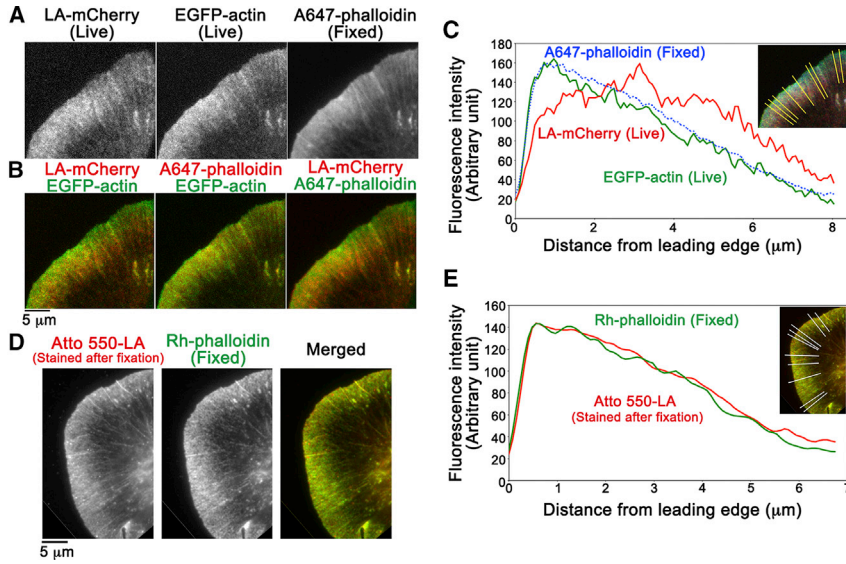 A
LA-mCherry
(Live)
EGFP-actin
(Live)
A647-phalloidin
(Fixed)
B
LA-mCherry
EGFP-actin
A647-phalloidin
EGFP-actin
LA-mCherry
A647-phalloidin
5 μm
C
Fluorescence intensity
(Arbitrary unit)
180
160
140
120
100
80
60
40
20
0
A647-phalloidin (Fixed)
LA-mCherry (Live)
EGFP-actin (Live)
0
2
4
6
8
Distance from leading edge (μm)
D
Atto 550-LA
(Stained after fixation)
Rh-phalloidin
(Fixed)
Merged
5 μm
E
Fluorescence intensity
(Arbitrary unit)
160
140
120
100
80
60
40
20
0
Rh-phalloidin (Fixed)
Atto 550-LA
(Stained after fixation)
0
1
2
3
4
5
6
7
Distance from leading edge (μm)